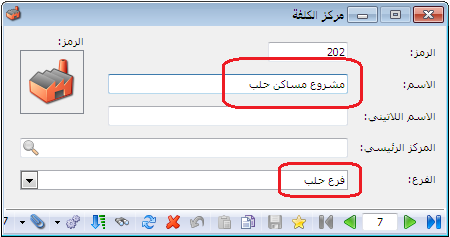 مركز الكلفة
الرمز: 202
الرمز:
الاسم: مشروع مساكن حلب
الاسم اللاتيني:
المركز الرئيسي:
الفرع: فرع حلب
7
7